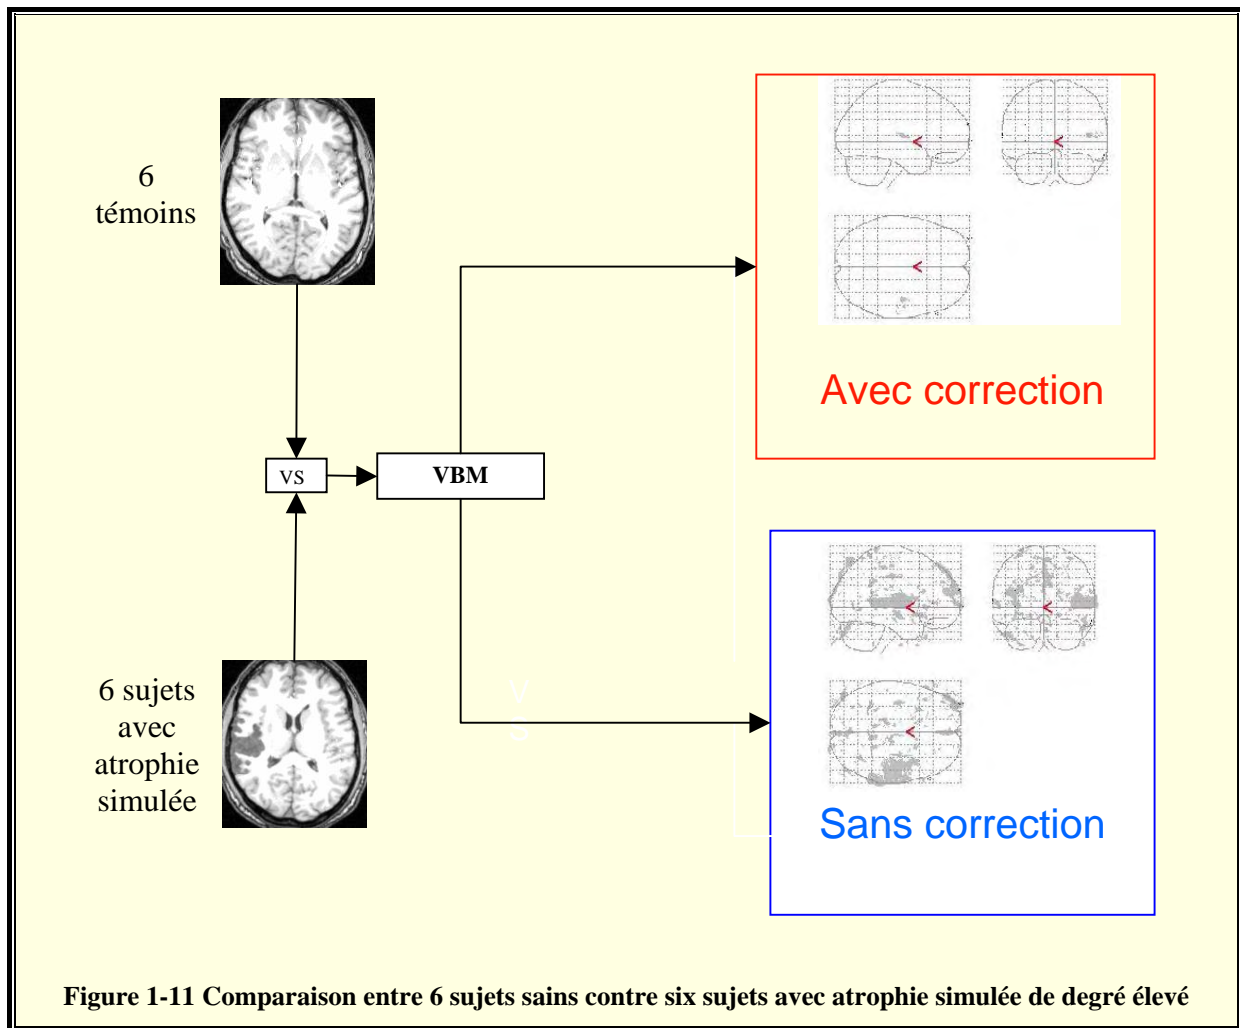 6
témoins
Avec correction
VS
VBM
6 sujets
avec
atrophie
simulée
V
S
Sans correction
Figure 1-11 Comparaison entre 6 sujets sains contre six sujets avec atrophie simulée de degré élevé